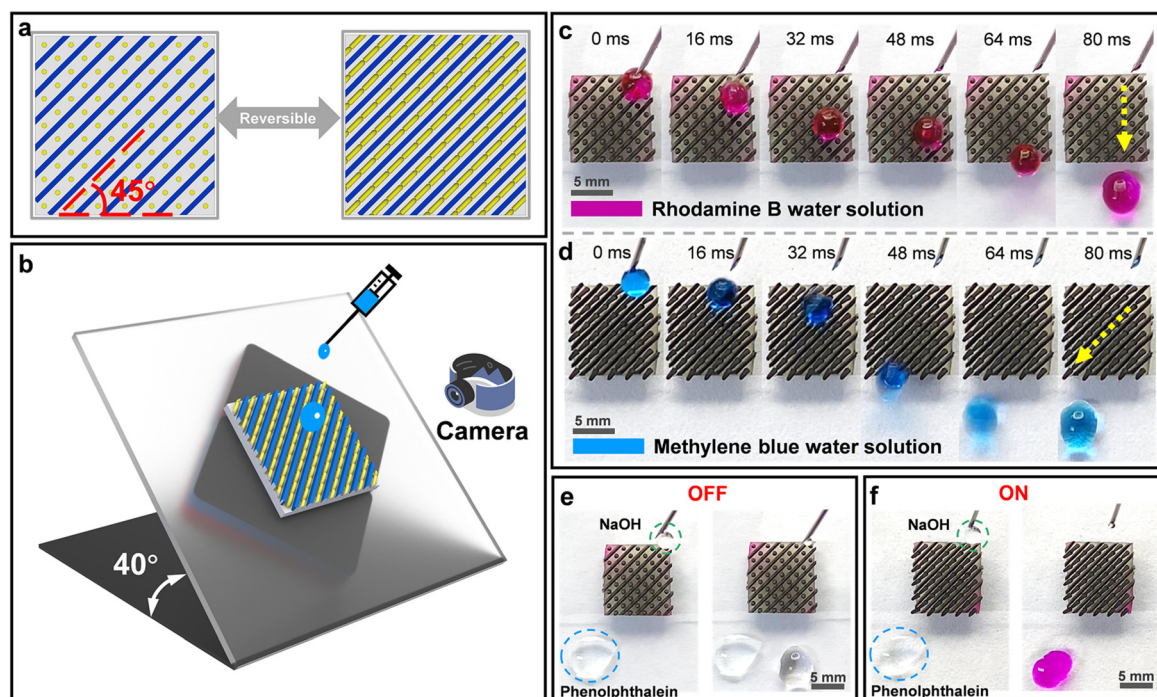 a
Reversible
45°
b
Camera
40°
c
0 ms 16 ms 32 ms 48 ms 64 ms 80 ms
5 mm
Rhodamine B water solution
d
0 ms 16 ms 32 ms 48 ms 64 ms 80 ms
5 mm
Methylene blue water solution
e OFF
NaOH
Phenolphthalein
5 mm
f ON
NaOH
Phenolphthalein
5 mm